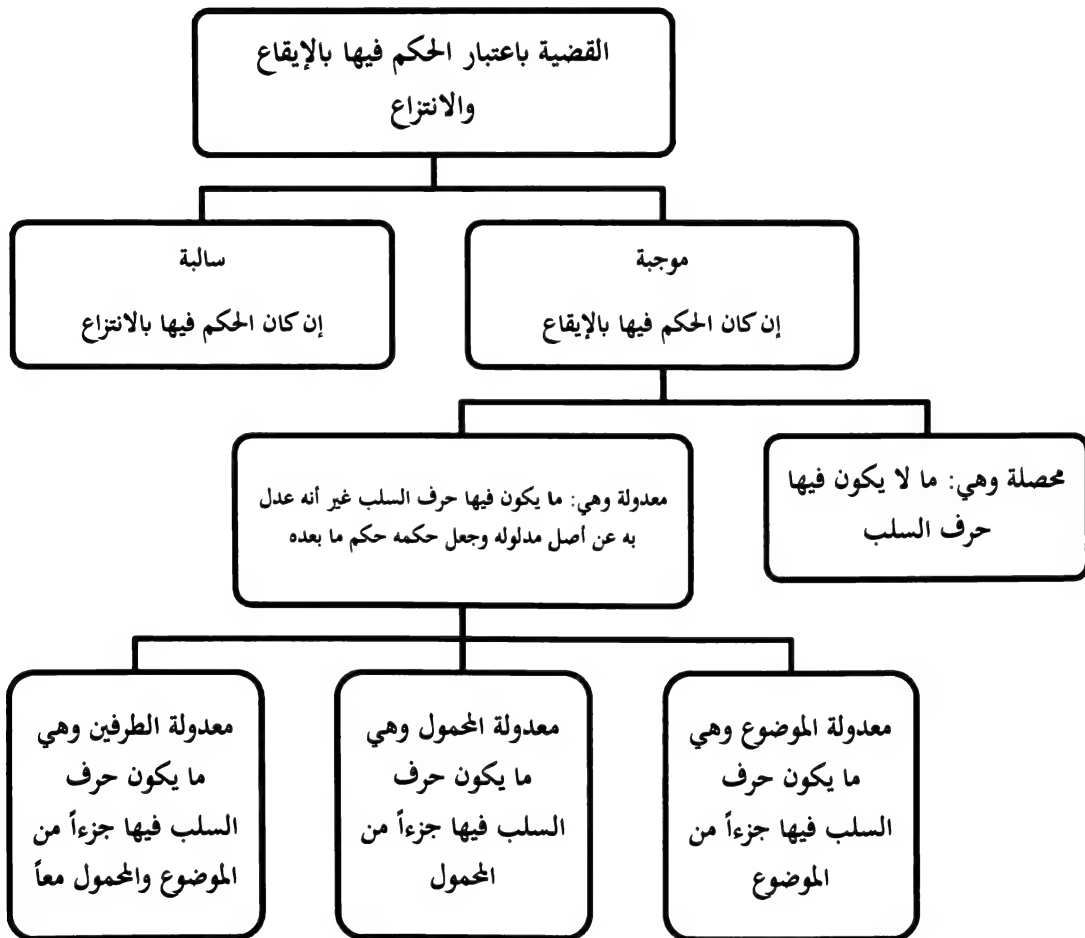 القضية باعتبار الحكم فيها بالإيقاع
والانتزاع
موجبة
إن كان الحكم فيها بالإيقاع
سالبة
إن كان الحكم فيها بالانتزاع
محصلة وهي: ما لا يكون فيها
حرف السلب
معدولة وهي: ما يكون فيها حرف السلب غير أنه عدل
به عن أصل مدلوله وجعل حكمه حكم ما بعده
معدولة الموضوع وهي
ما يكون حرف
السلب فيها جزءاً من
الموضوع
معدولة المحمول وهي
ما يكون حرف
السلب فيها جزءاً من
المحمول
معدولة الطرفين وهي
ما يكون حرف
السلب فيها جزءاً من
الموضوع والمحمول معاً